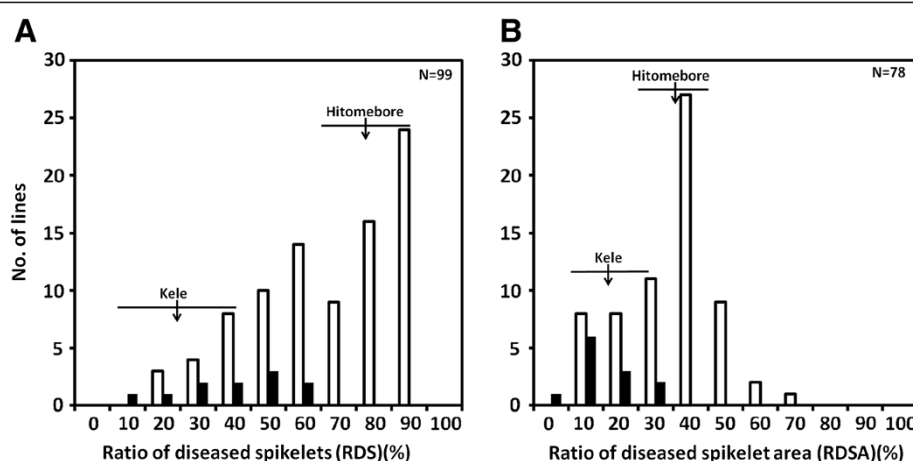 A
30
25
20
15
10
5
0
No. of lines
N=99
Hitomebore
Kele
0 10 20 30 40 50 60 70 80 90 100
Ratio of diseased spikelets (RDS)(%)
B
30
25
20
15
10
5
0
N=78
Hitomebore
Kele
0 10 20 30 40 50 60 70 80 90 100
Ratio of diseased spikelet area (RDSA)(%)